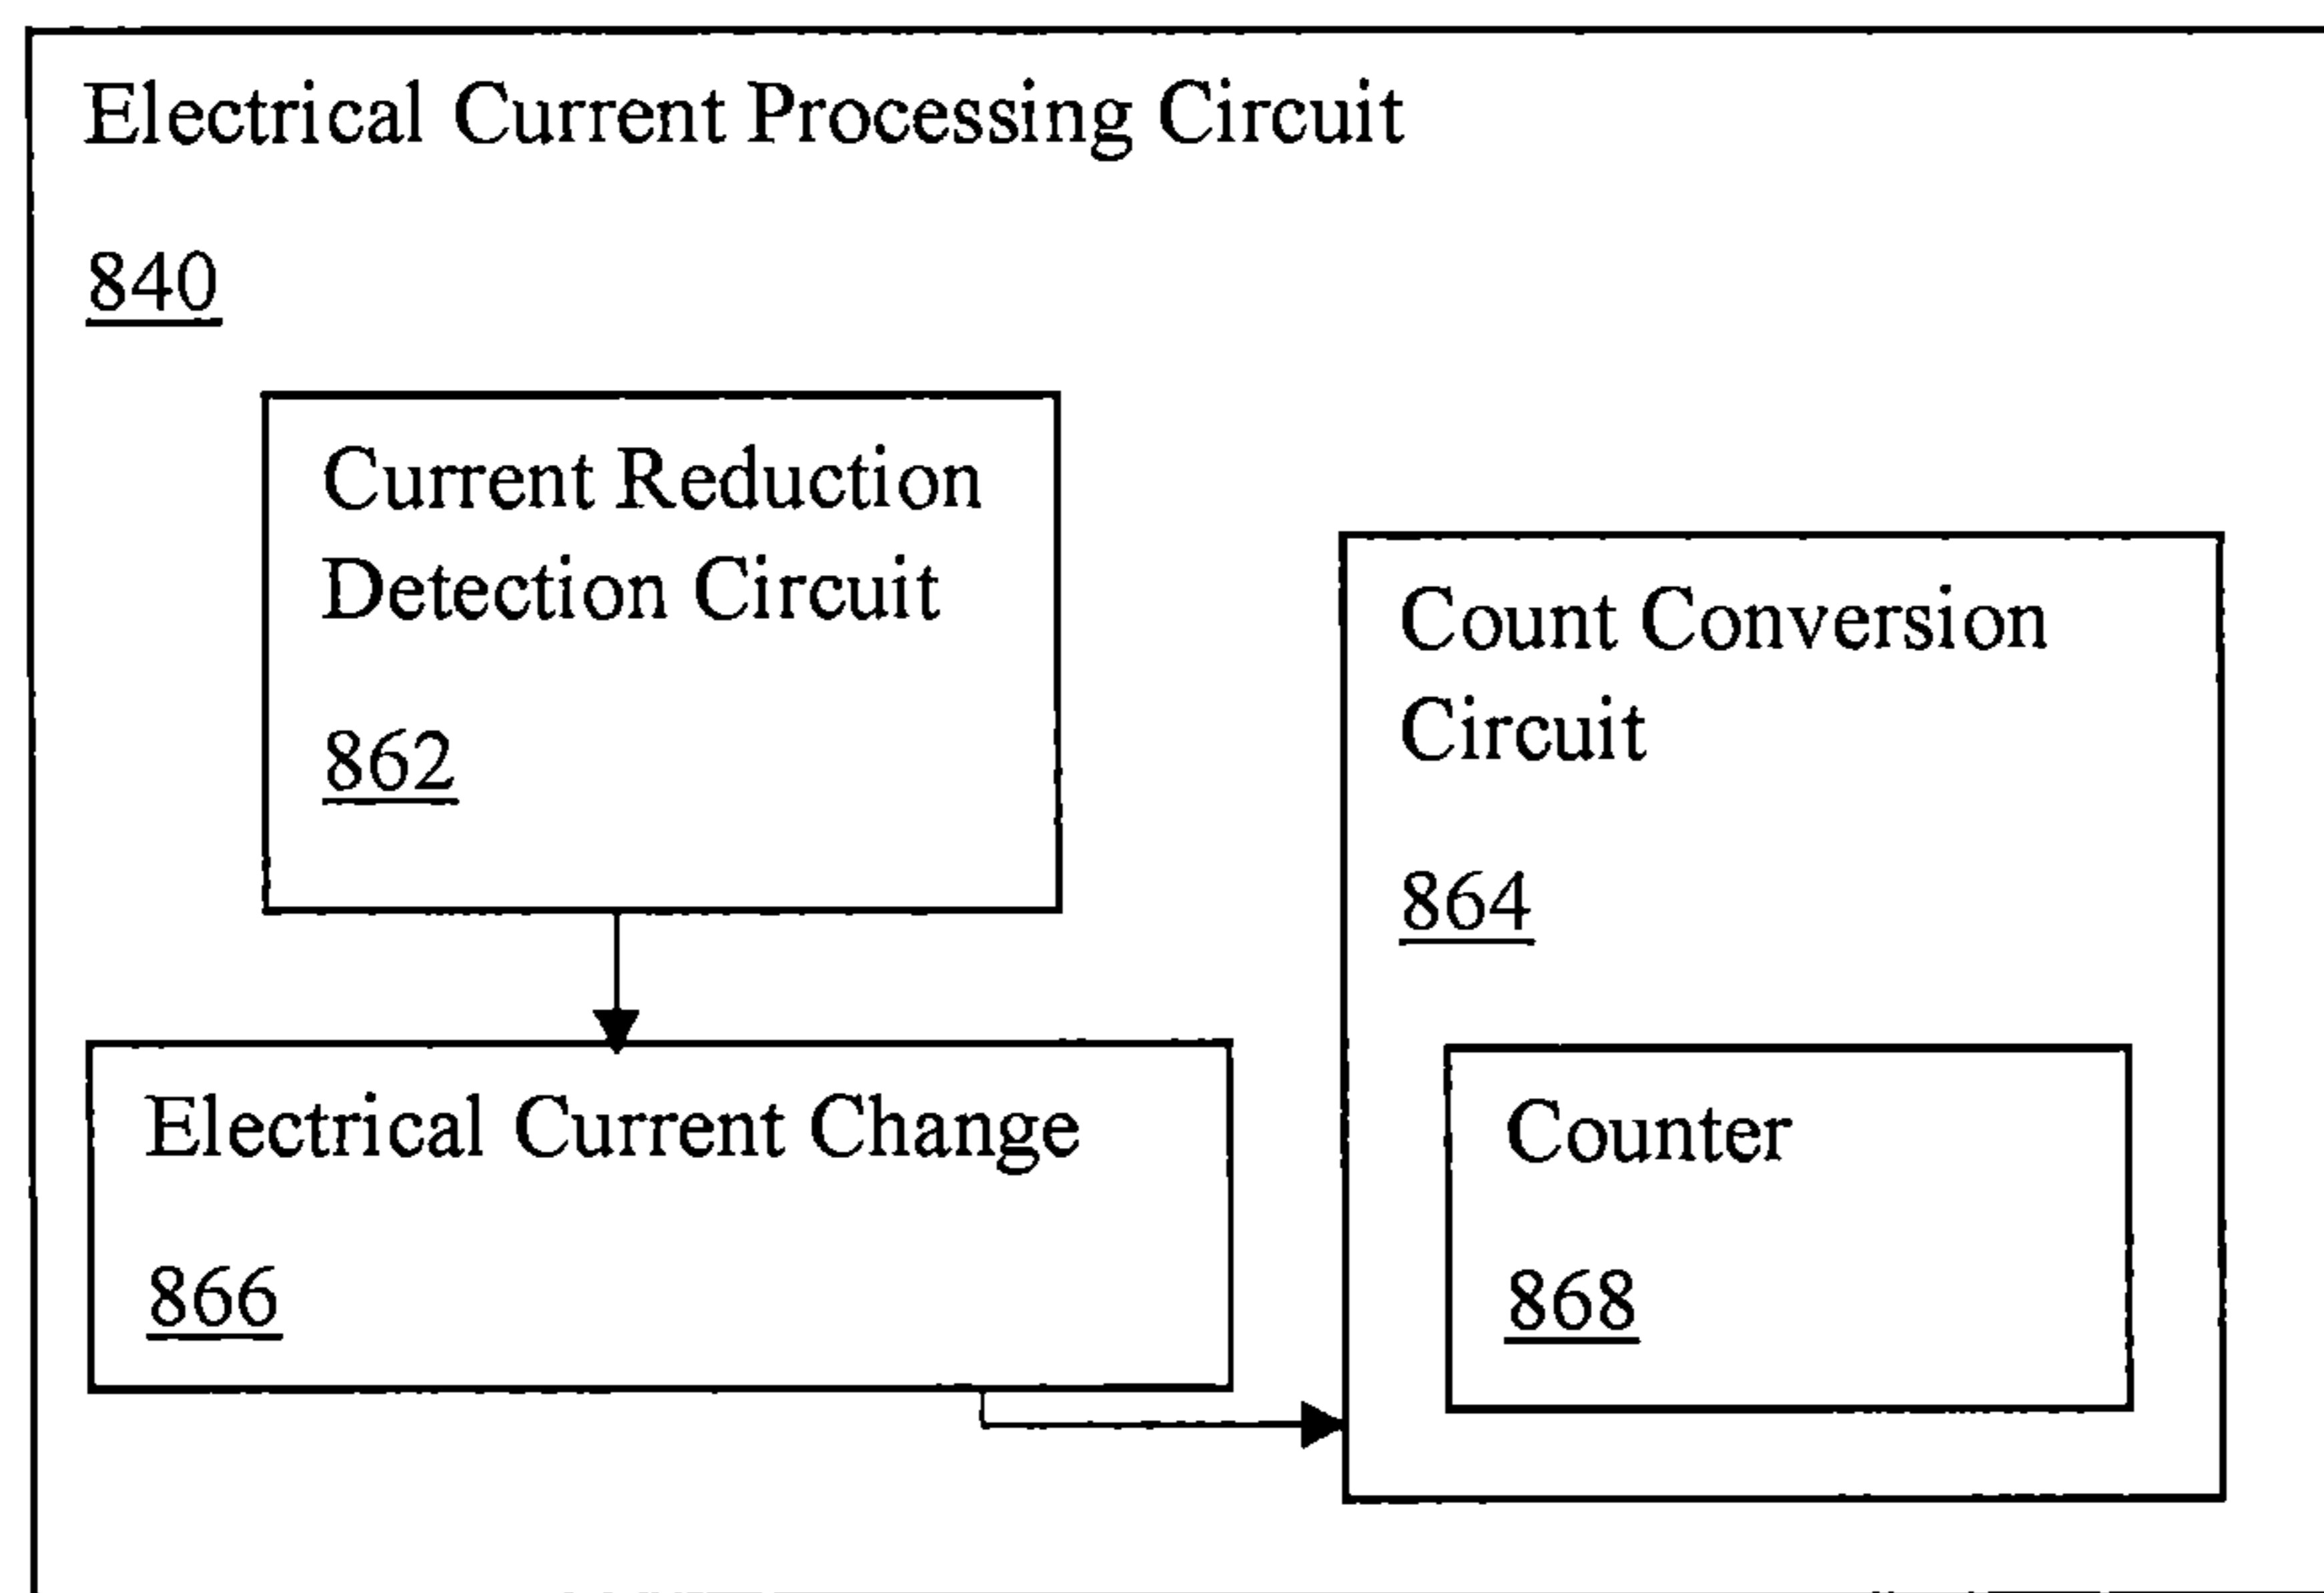 Electrical Current Processing Circuit
840
Current Reduction
Detection Circuit
862
Electrical Current Change
866
Count Conversion
Circuit
864
Counter
868